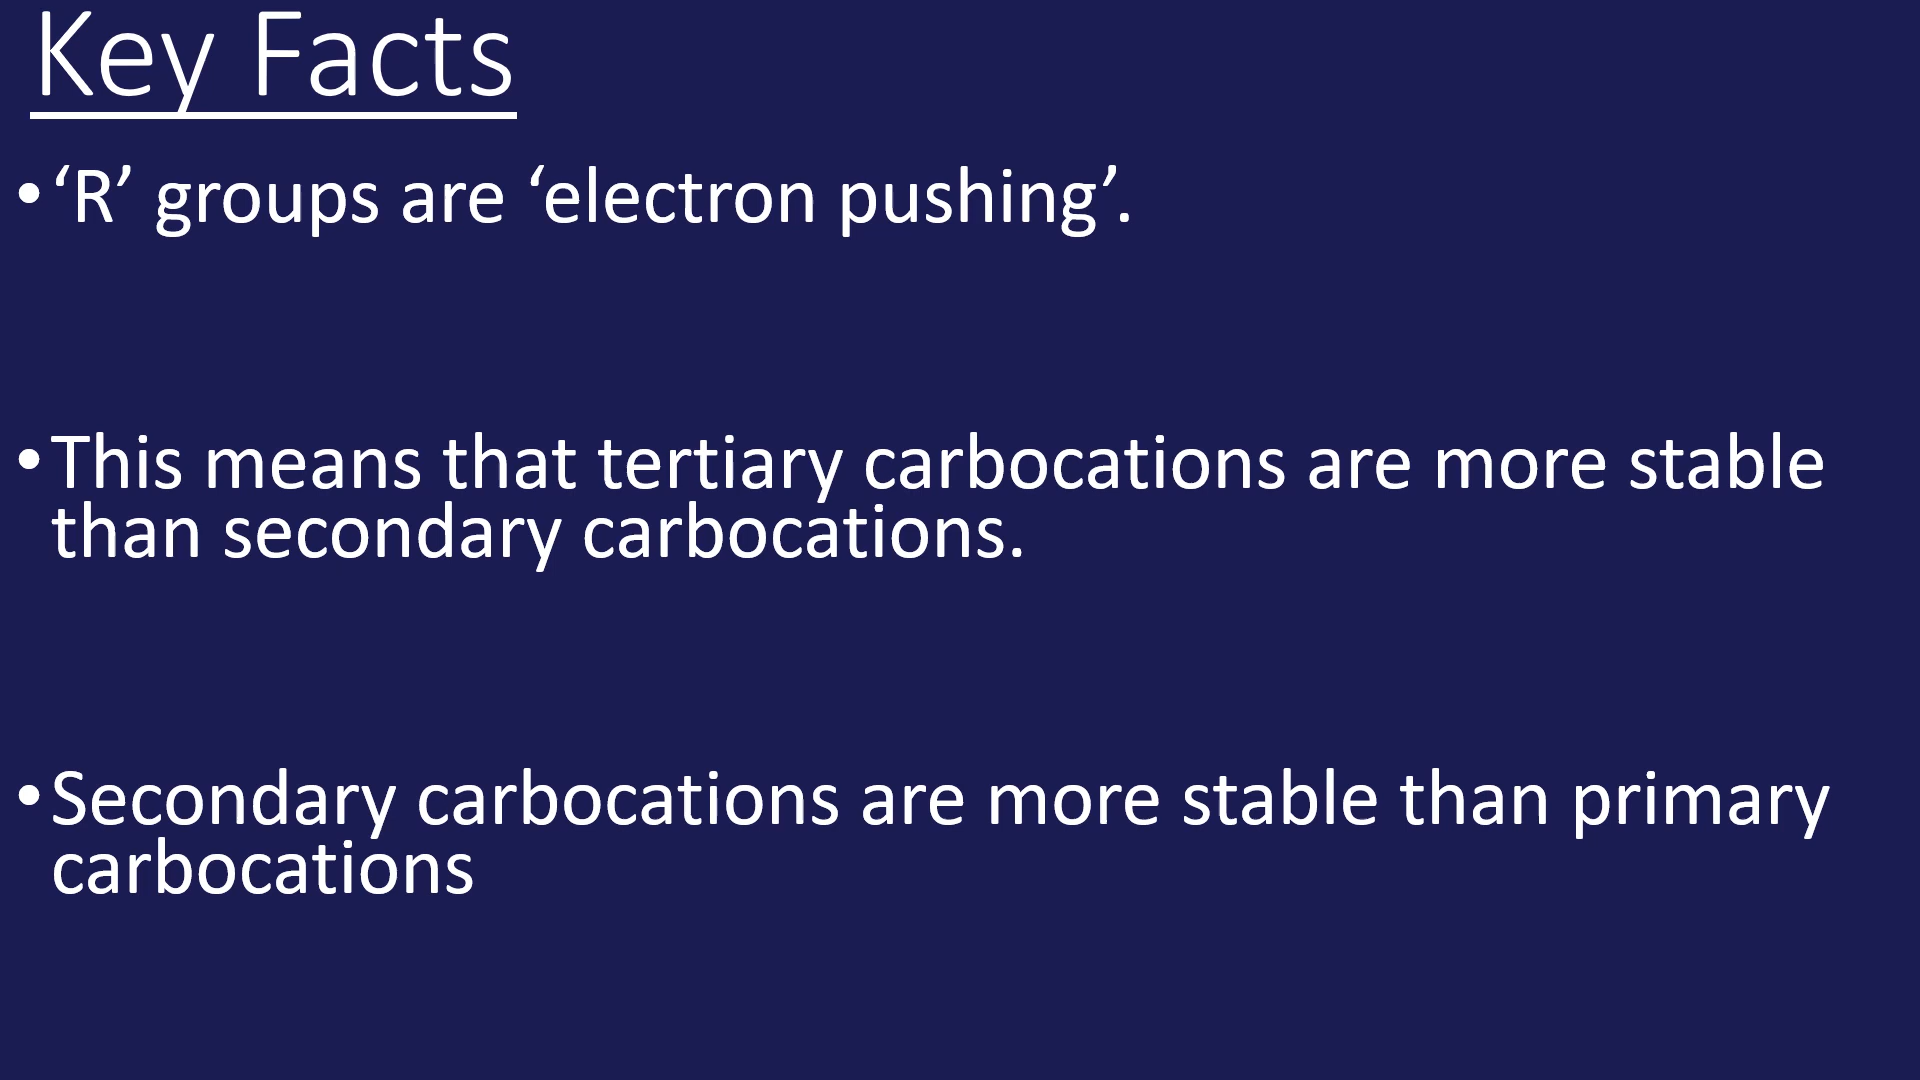 Key Facts
•‘R’ groups are ‘electron pushing’.
•This means that tertiary carbocations are more stable
than secondary carbocations.
•Secondary carbocations are more stable than primary
carbocations